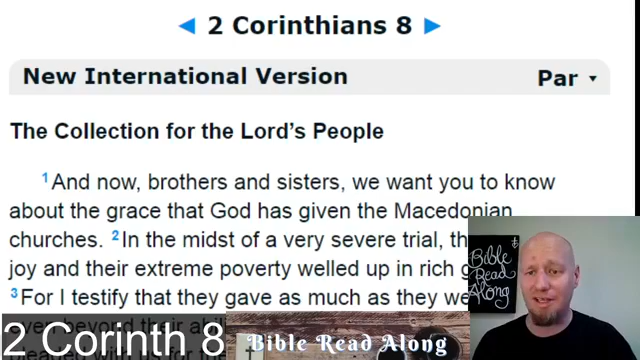 2 Corinthians 8
New International Version Par
The Collection for the Lord's People
1And now, brothers and sisters, we want you to know
about the grace that God has given the Macedonian
churches. 2In the midst of a very severe trial,
joy and their extreme poverty welled up in rich
3For I testify that they gave as much as they
even beyond their
Bible
Read
Along
2 Corinth 8
Bible Read Along